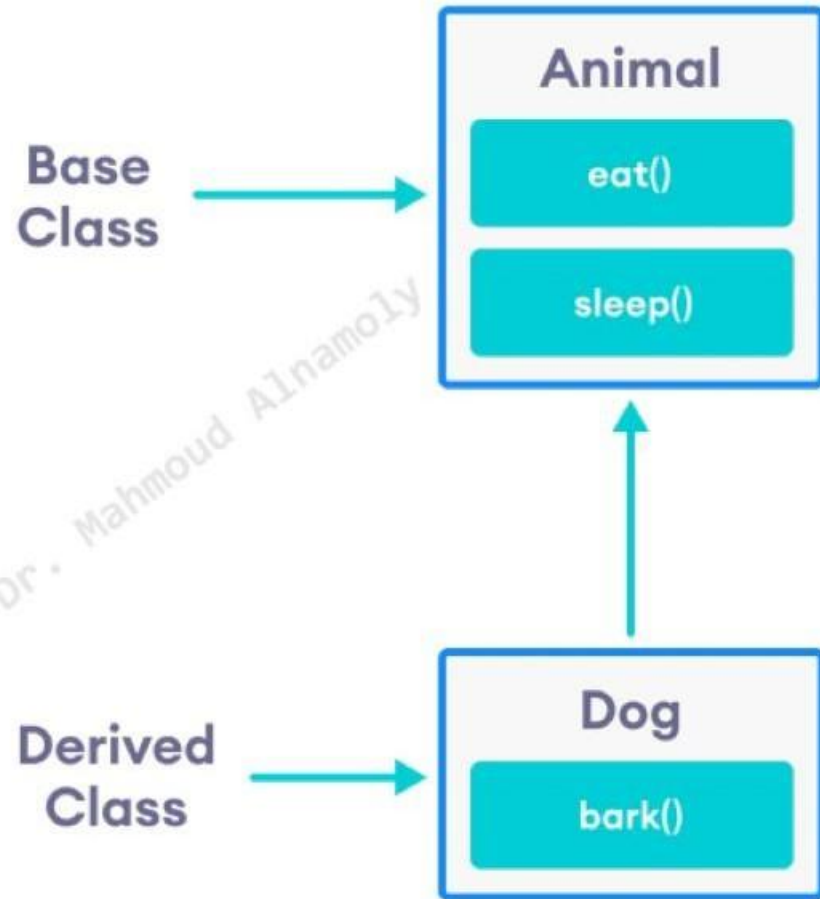 Animal
eat()
Base
Class
sleep()
Dr. Mahmoud Alnamoly
Dog
Derived
Class
bark()